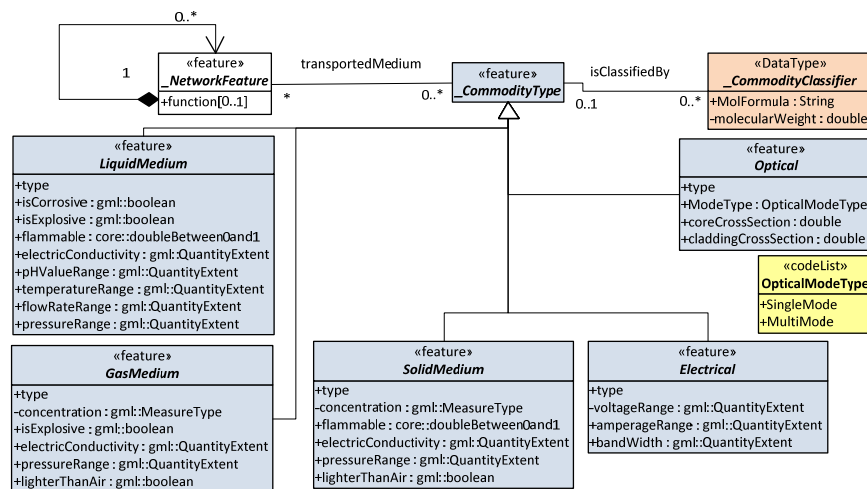 0..*
1
«feature»
_NetworkFeature
+function[0..1]
*
transportedMedium
0..*
«feature»
_CommodityType
0..1
isClassifiedBy
0..*
«DataType»
_CommodityClassifier
+MolFormula : String
-molecularWeight : double
«feature»
LiquidMedium
+type
+isCorrosive : gml::boolean
+isExplosive : gml::boolean
+flammable : core::doubleBetween0and1
+electricConductivity : gml::QuantityExtent
+pHValueRange : gml::QuantityExtent
+temperatureRange : gml::QuantityExtent
+flowRateRange : gml::QuantityExtent
+pressureRange : gml::QuantityExtent
«feature»
Optical
+type
+ModeType : OpticalModeType
+coreCrossSection : double
+claddingCrossSection : double
«codeList»
OpticalModeType
+SingleMode
+MultiMode
«feature»
GasMedium
+type
-concentration : gml::MeasureType
+isExplosive : gml::boolean
+electricConductivity : gml::QuantityExtent
+pressureRange : gml::QuantityExtent
+lighterThanAir : gml::boolean
«feature»
SolidMedium
+type
-concentration : gml::MeasureType
+flammable : core::doubleBetween0and1
+electricConductivity : gml::QuantityExtent
+pressureRange : gml::QuantityExtent
+lighterThanAir : gml::boolean
«feature»
Electrical
+type
-voltageRange : gml::QuantityExtent
+amperageRange : gml::QuantityExtent
+bandWidth : gml::QuantityExtent